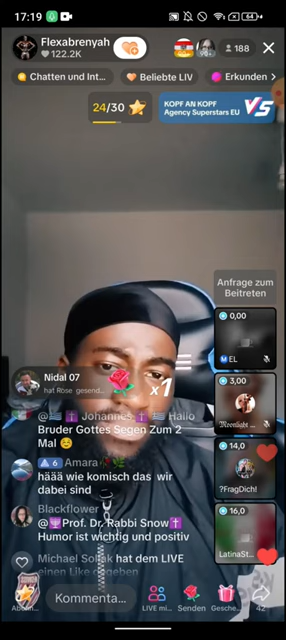 17:19
64
Flexabrenyah
122.2K
188
Chatten und Int...
Beliebte LIV
Erkunden
24/30
KOPF AN KOPF
Agency Superstars EU
VS
Anfrage zum
Beitreten
0,00
M EL
3,00
Moonlight
14,0
?FragDich!
16,0
LatinaSt
Nidal 07
hat Rose gesend...
x1
Johannes
Hallo
Bruder Gottes Segen Zum 2
Mal
6 Amara
häää wie komisch das wir
dabei sind
Blackflower
@Prof. Dr. Rabbi Snow
Humor ist wichtig und positiv
Michael
hat dem LIVE
einen Like gegeben
Kommenta...
LIVE mi...
Senden
Gesche...
42